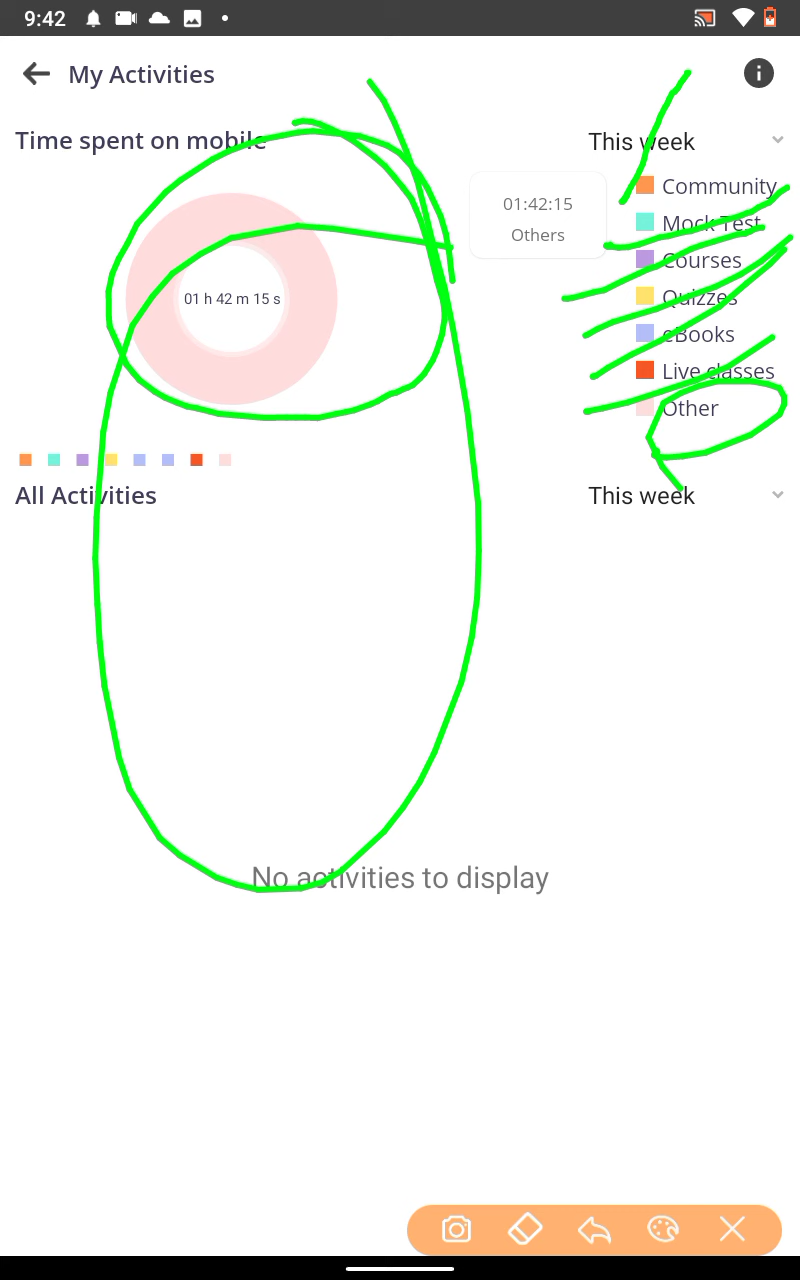 9:42
My Activities
Time spent on mobile
This week
01:42:15
Others
01 h 42 m 15 s
Community
Mock Test
Courses
Quizzes
eBooks
Live classes
Other
All Activities
This week
No activities to display